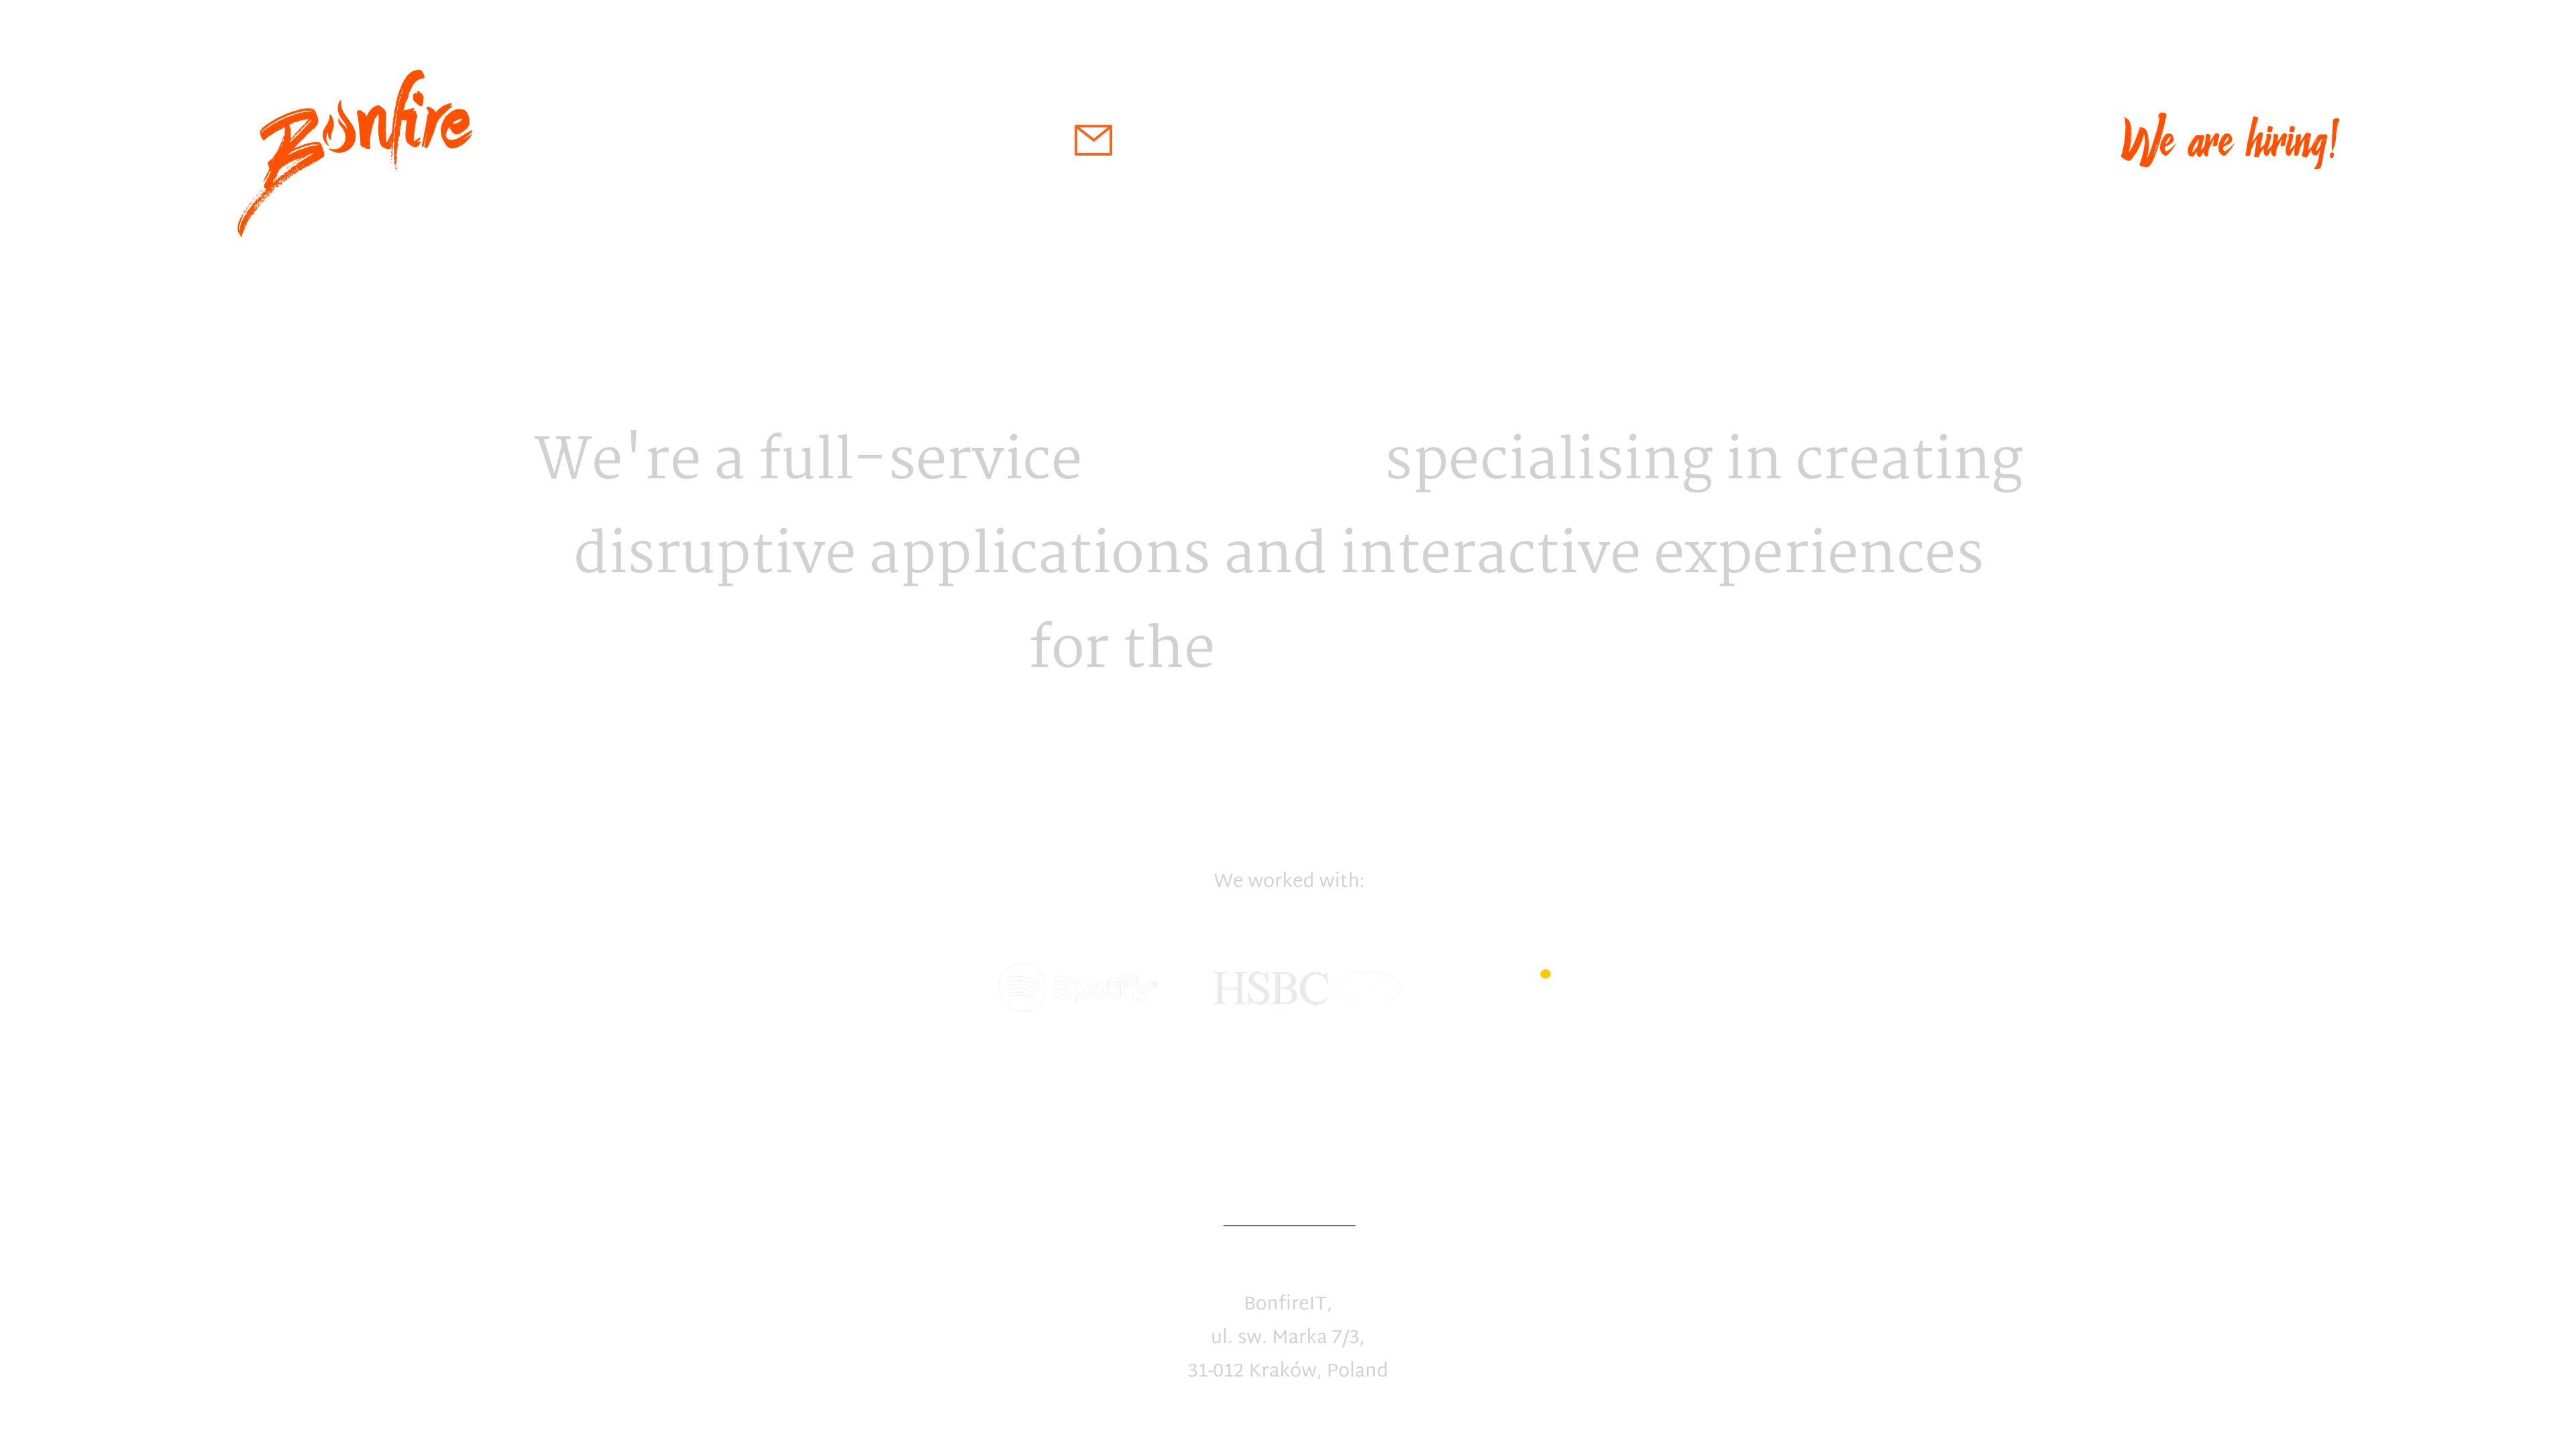 Bonfire
We are hiring!
We're a full-service specialising in creating
disruptive applications and interactive experiences
for the
We worked with:
Spotify HSBC
BonfireIT,
ul. sw. Marka 7/3,
31-012 Kraków, Poland